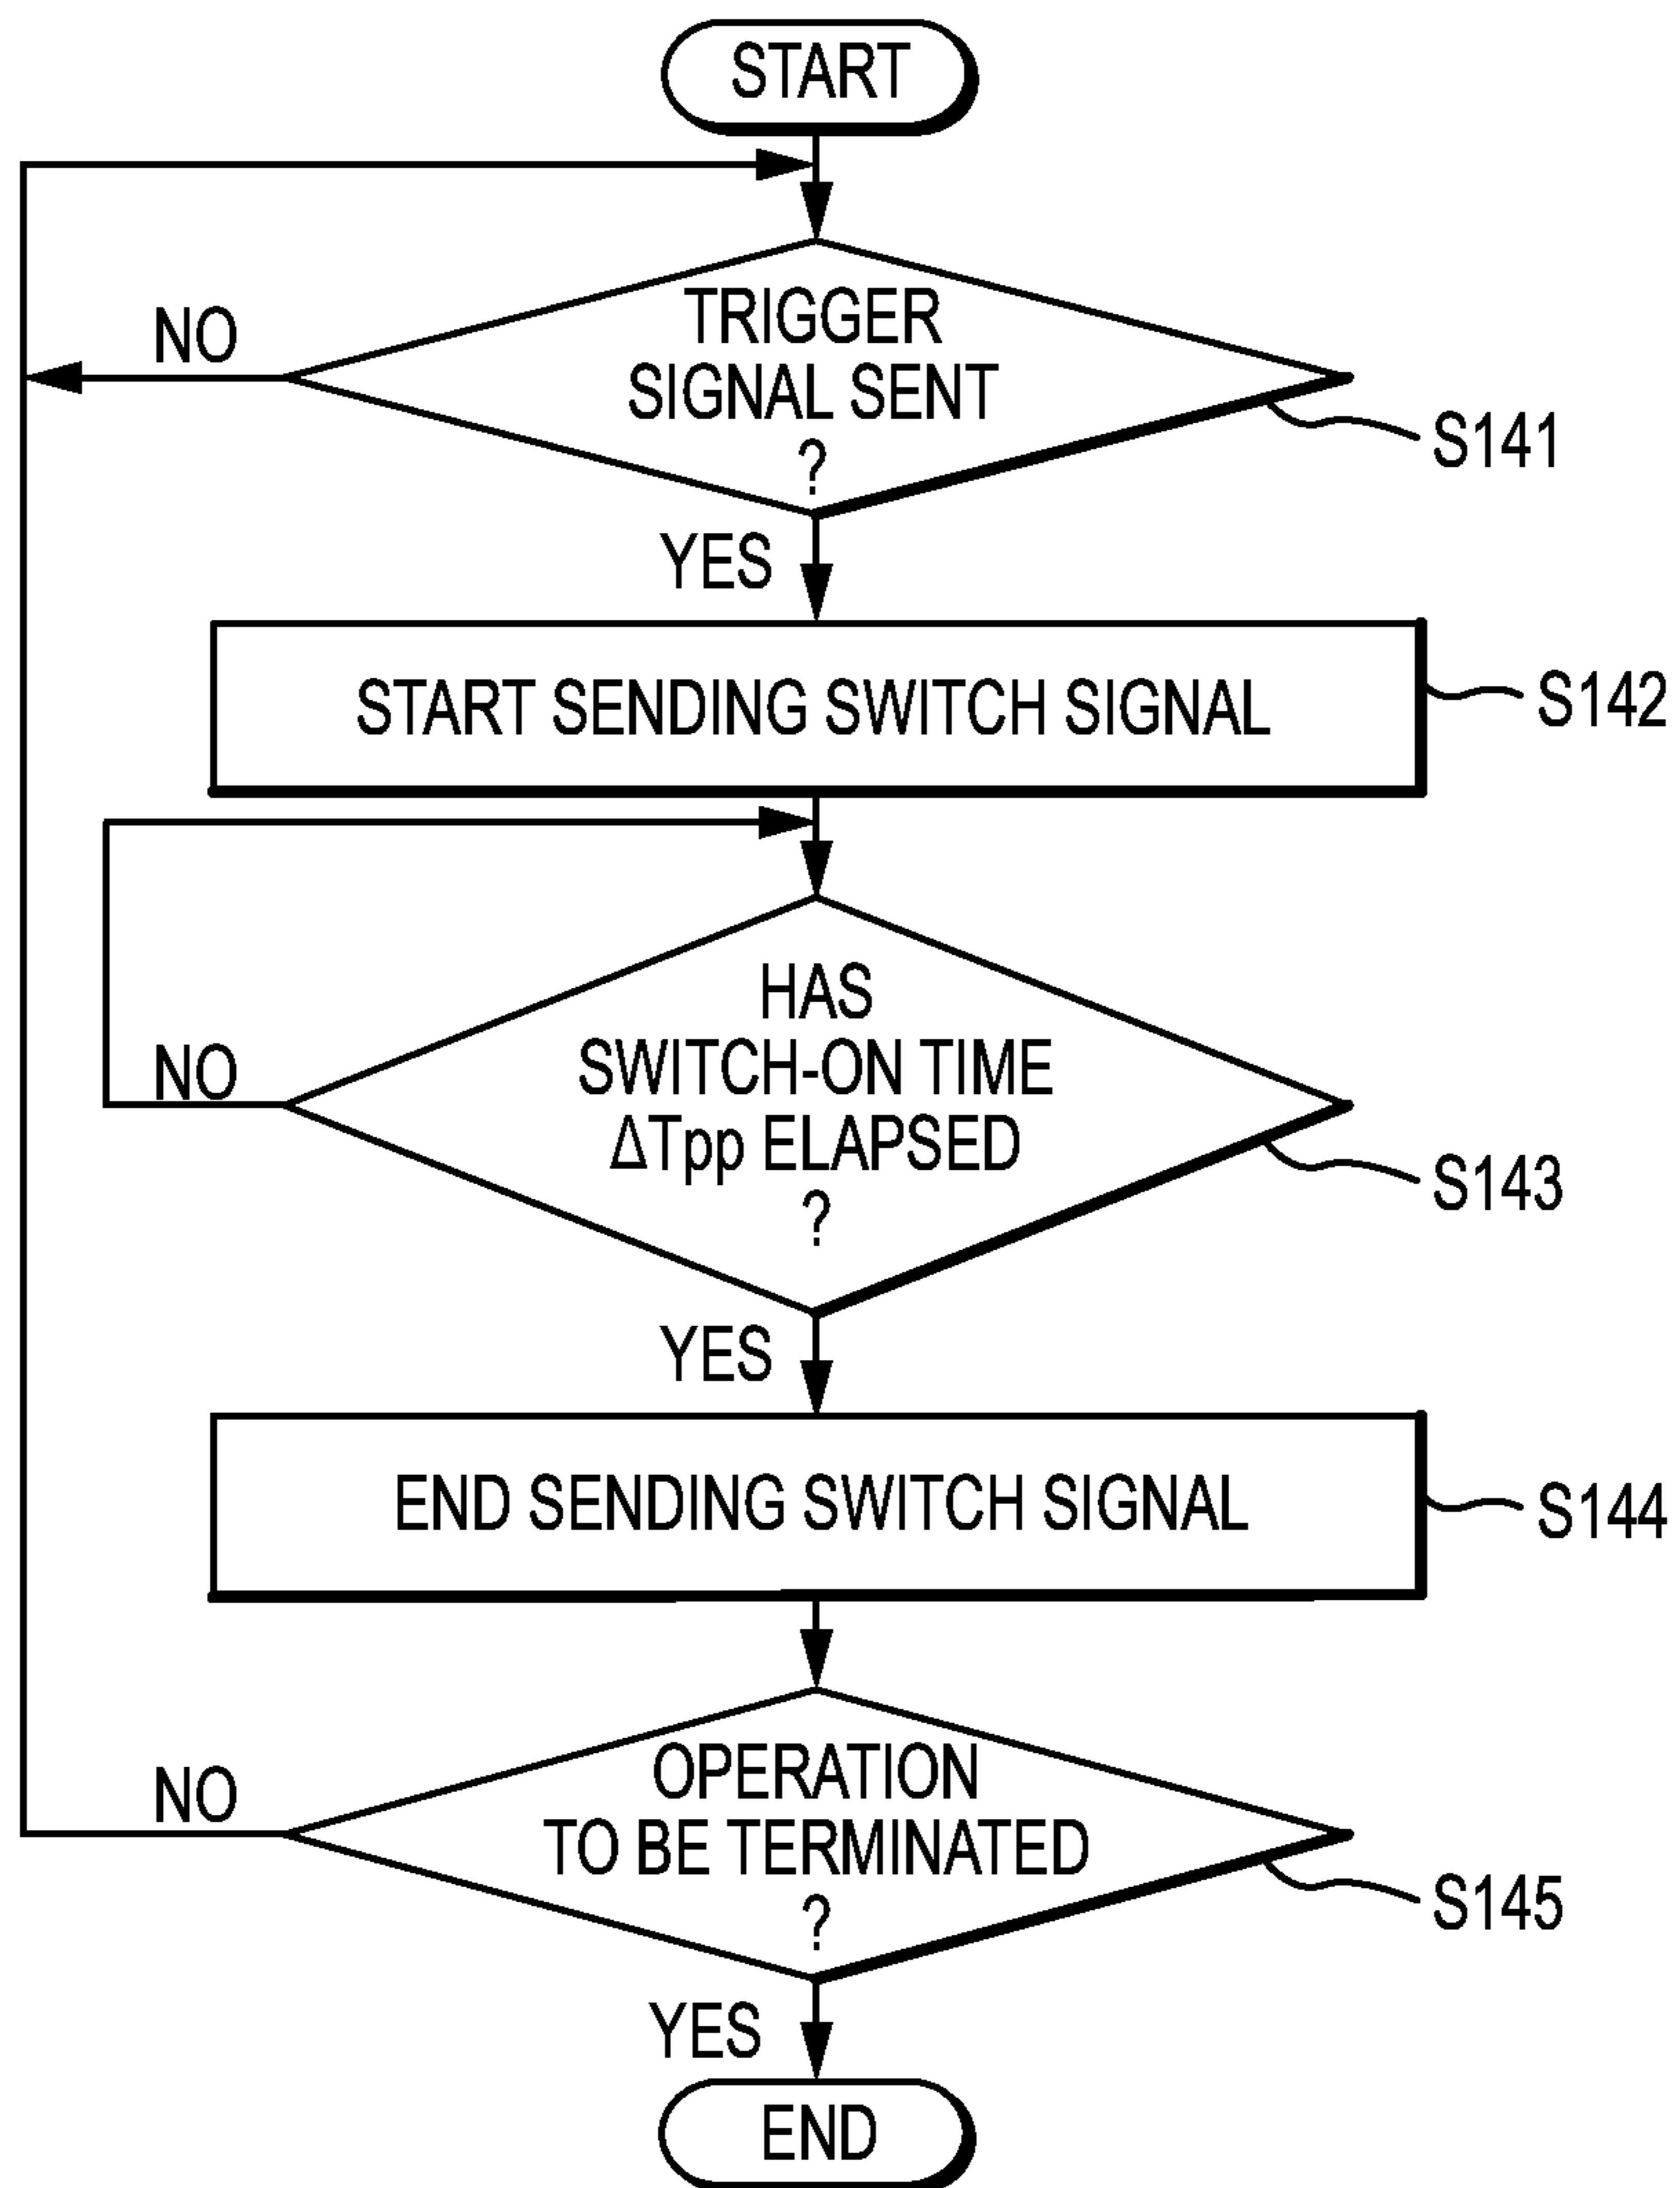 START
NO
TRIGGER
SIGNAL SENT
?
S141
YES
START SENDING SWITCH SIGNAL
S142
HAS
SWITCH-ON TIME
ΔTpp ELAPSED
?
NO
S143
YES
END SENDING SWITCH SIGNAL
S144
OPERATION
TO BE TERMINATED
?
NO
S145
YES
END